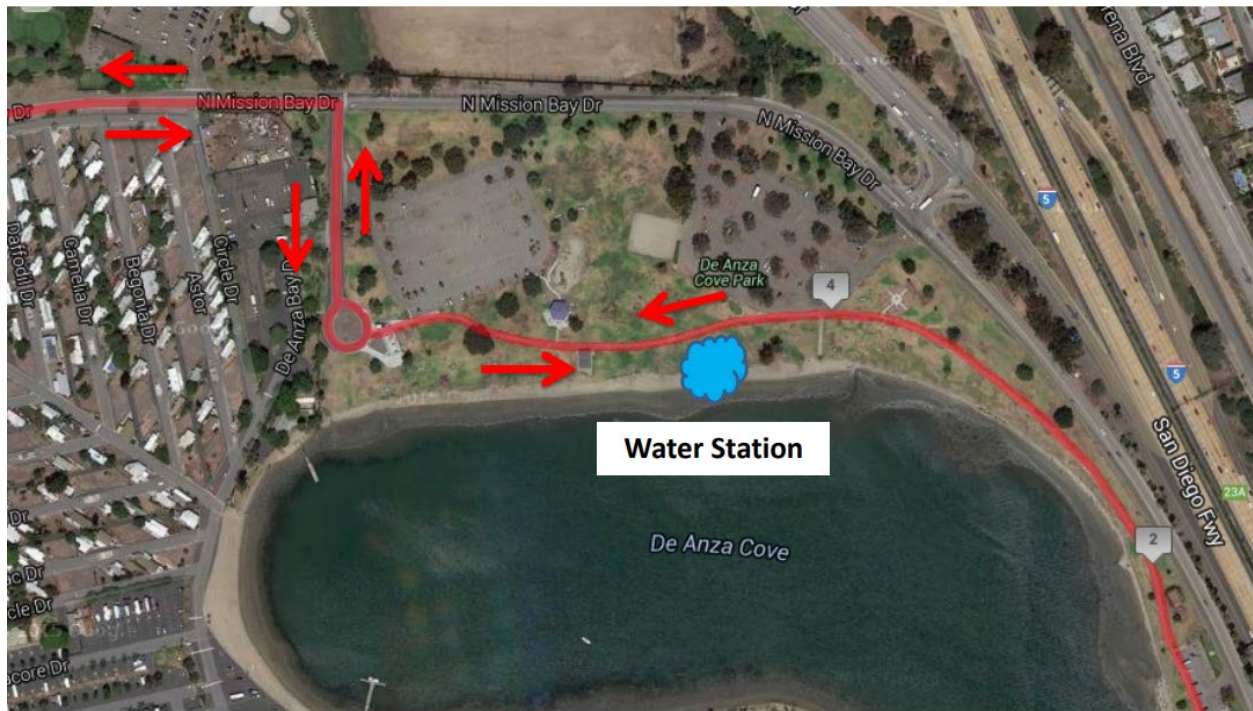 N Mission Bay Dr
N Mission Bay Dr
N Mission Bay Dr
Dr
5
De Anza
Cove Park
4
Daffodil Dr
Camelia Dr
Begonia Dr
Astor
Circle Dr
De Anza Bay Dr
5
Water Station
San Diego Fwy
23A
2
De Anza Cove
Dr
Dr
Dr
Google